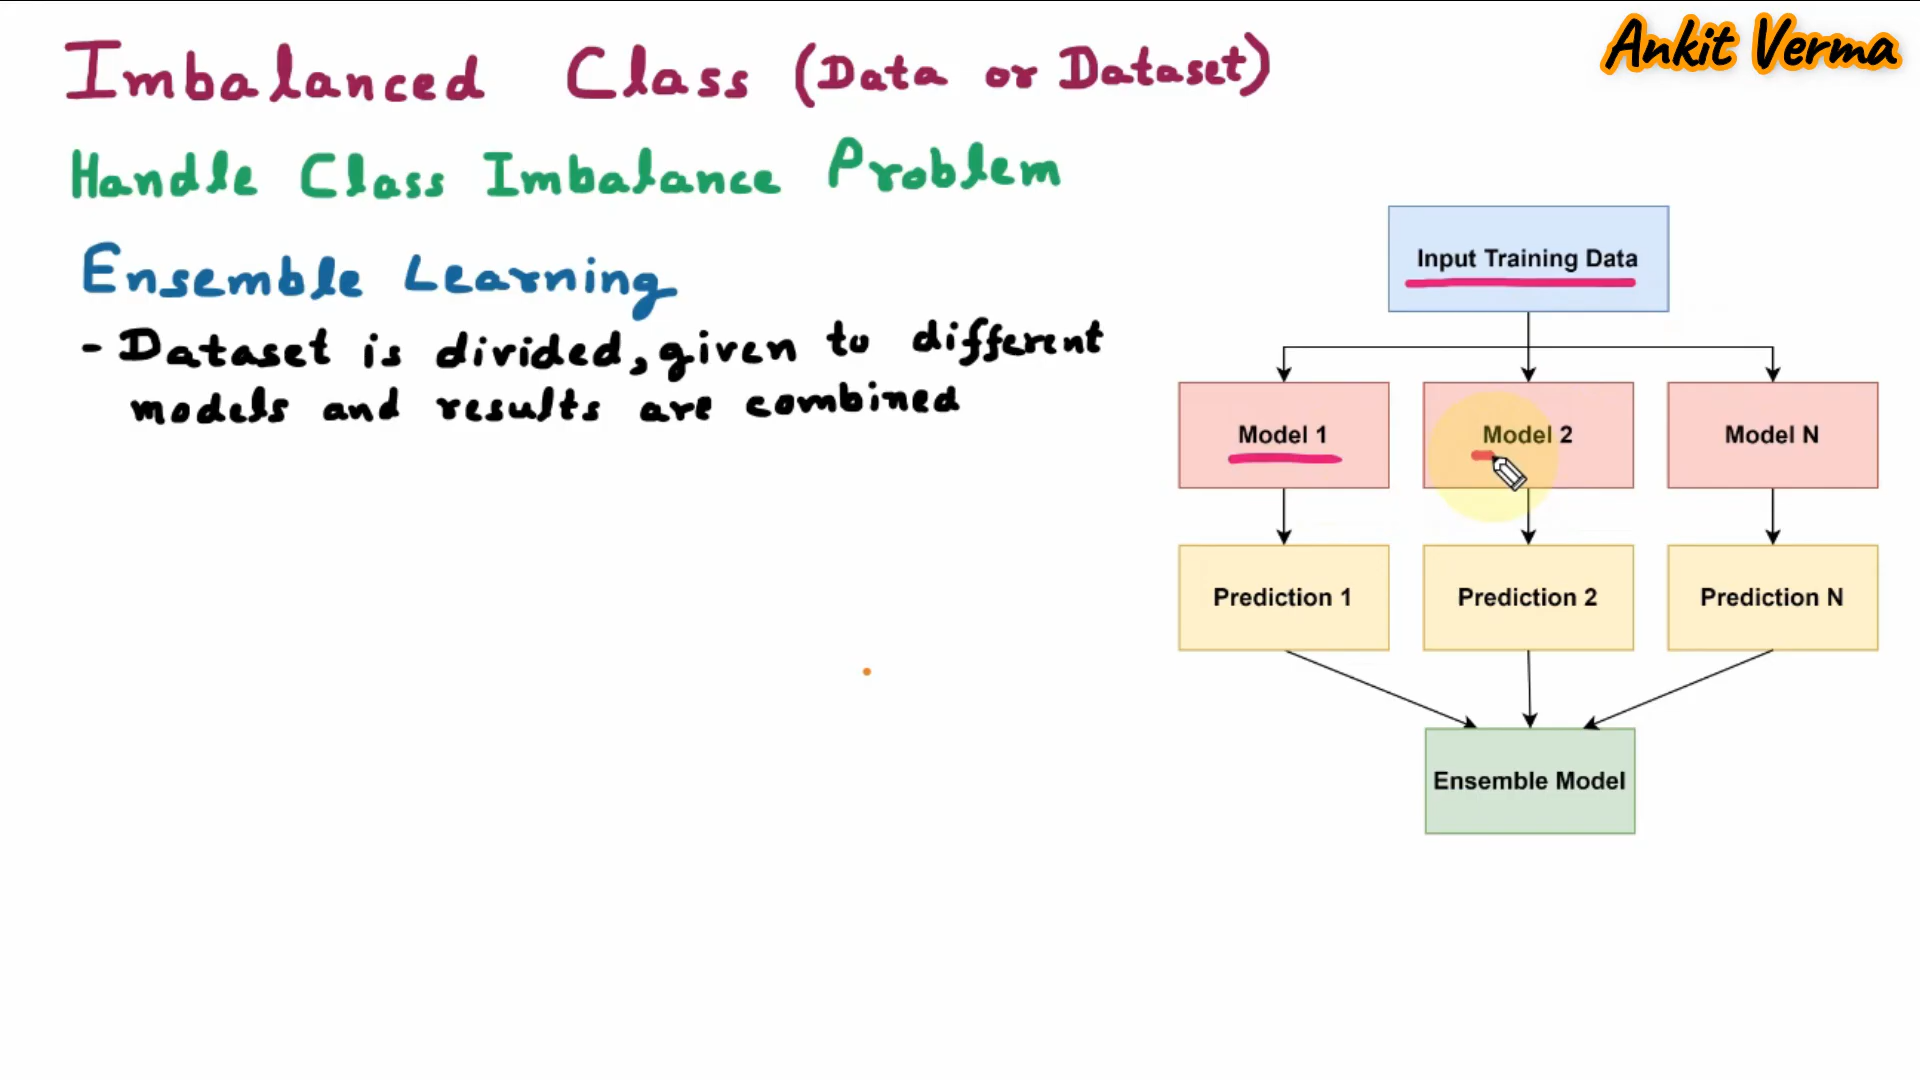 Ankit Verma
Imbalanced Class (Data or Dataset)
Handle Class Imbalance Problem
Ensemble Learning
- Dataset is divided, given to different
models and results are combined
Input Training Data
Model 1 Model 2 Model N
Prediction 1 Prediction 2 Prediction N
Ensemble Model